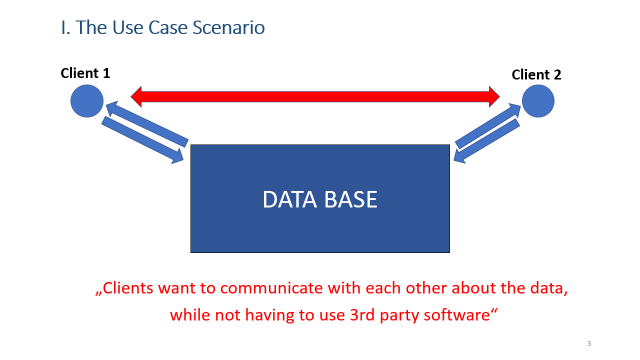 I. The Use Case Scenario
Client 1
Client 2
DATA BASE
„Clients want to communicate with each other about the data,
while not having to use 3rd party software“
3